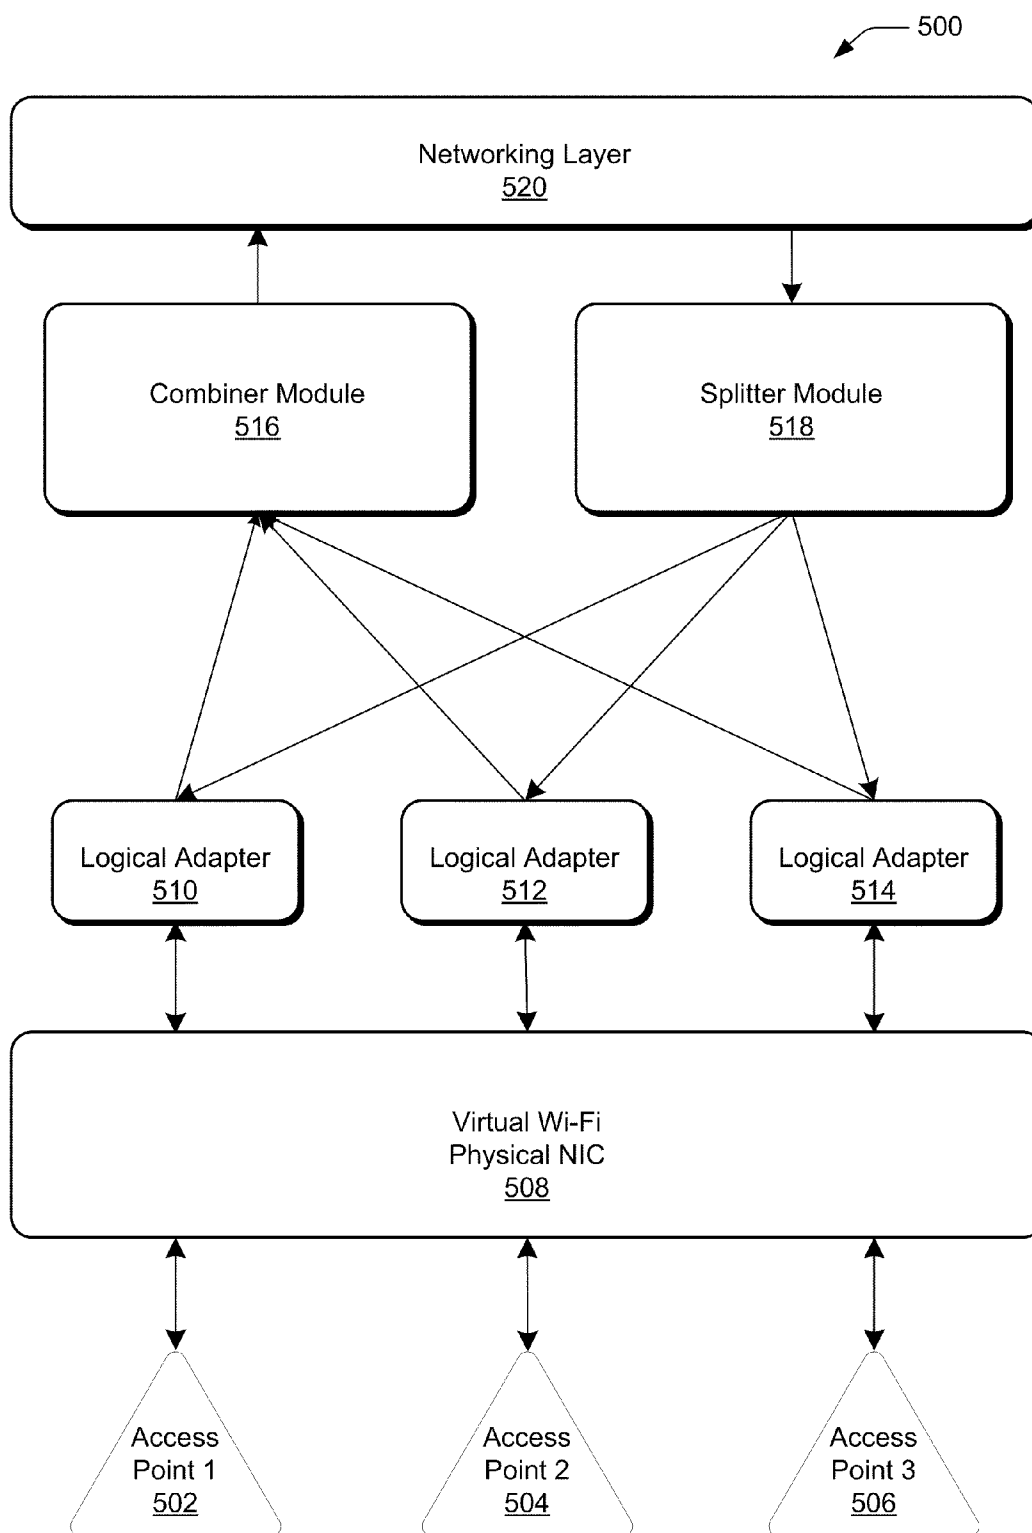 500
Networking Layer
520
Combiner Module
516
Splitter Module
518
Logical Adapter
510
Logical Adapter
512
Logical Adapter
514
Virtual Wi-Fi
Physical NIC
508
Access
Point 1
502
Access
Point 2
504
Access
Point 3
506